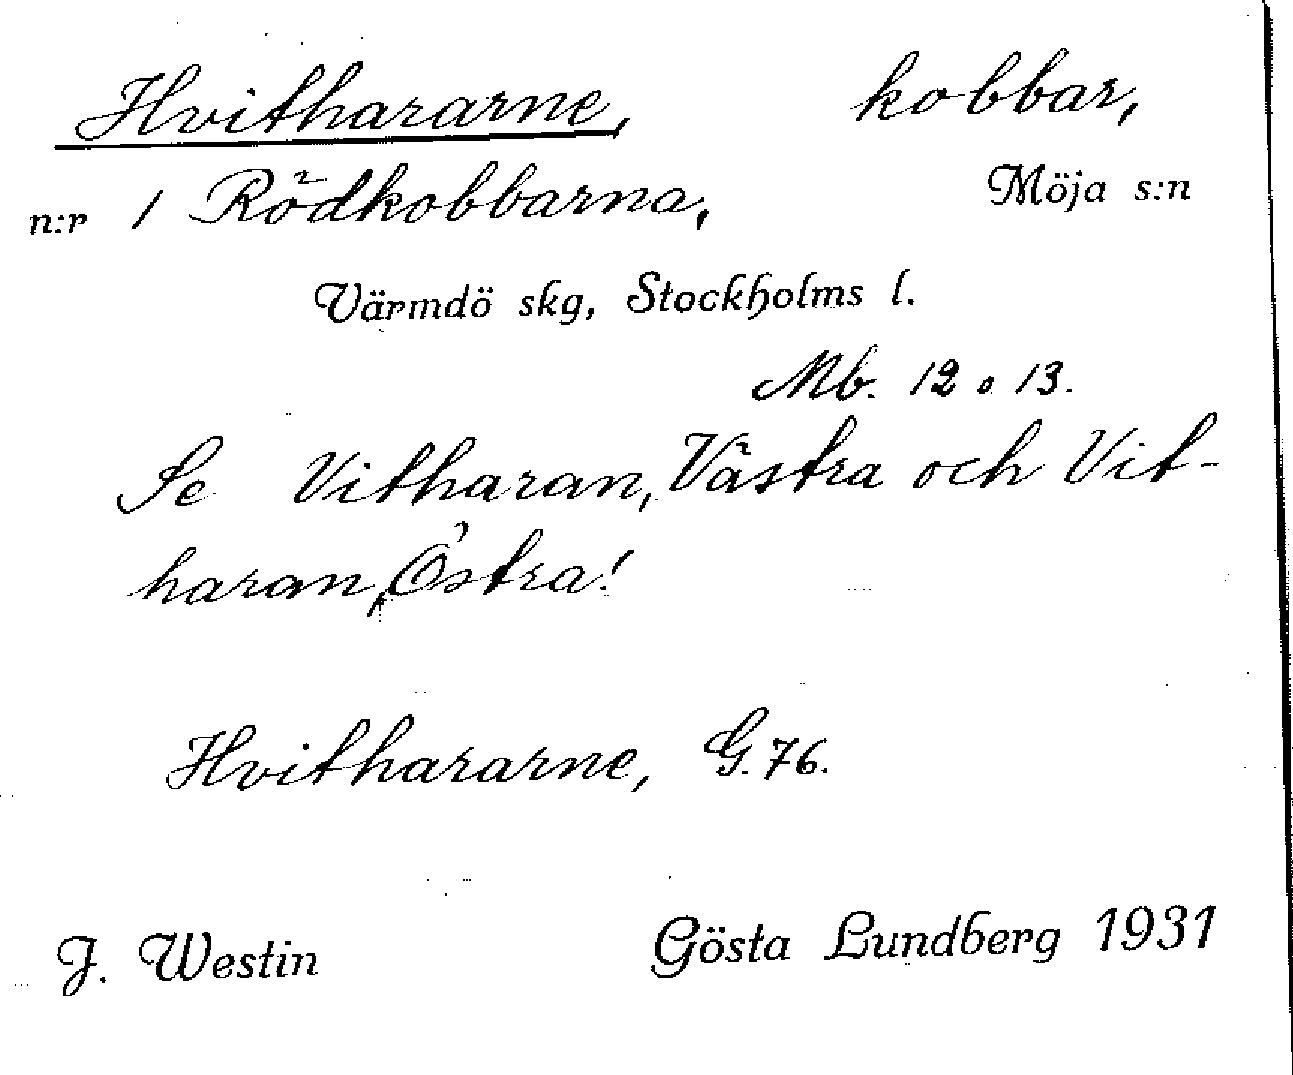 Hvithararne, kobbar,
n:r 1 Rödkobbarna, Möja s:n
Värmdö skg, Stockholms l.
Mb. 12 o 13.
Se Vitharan, Västra och Vit-
haran, Östra!
Hvithararne, G. 76.
J. Westin Gösta Lundberg 1931